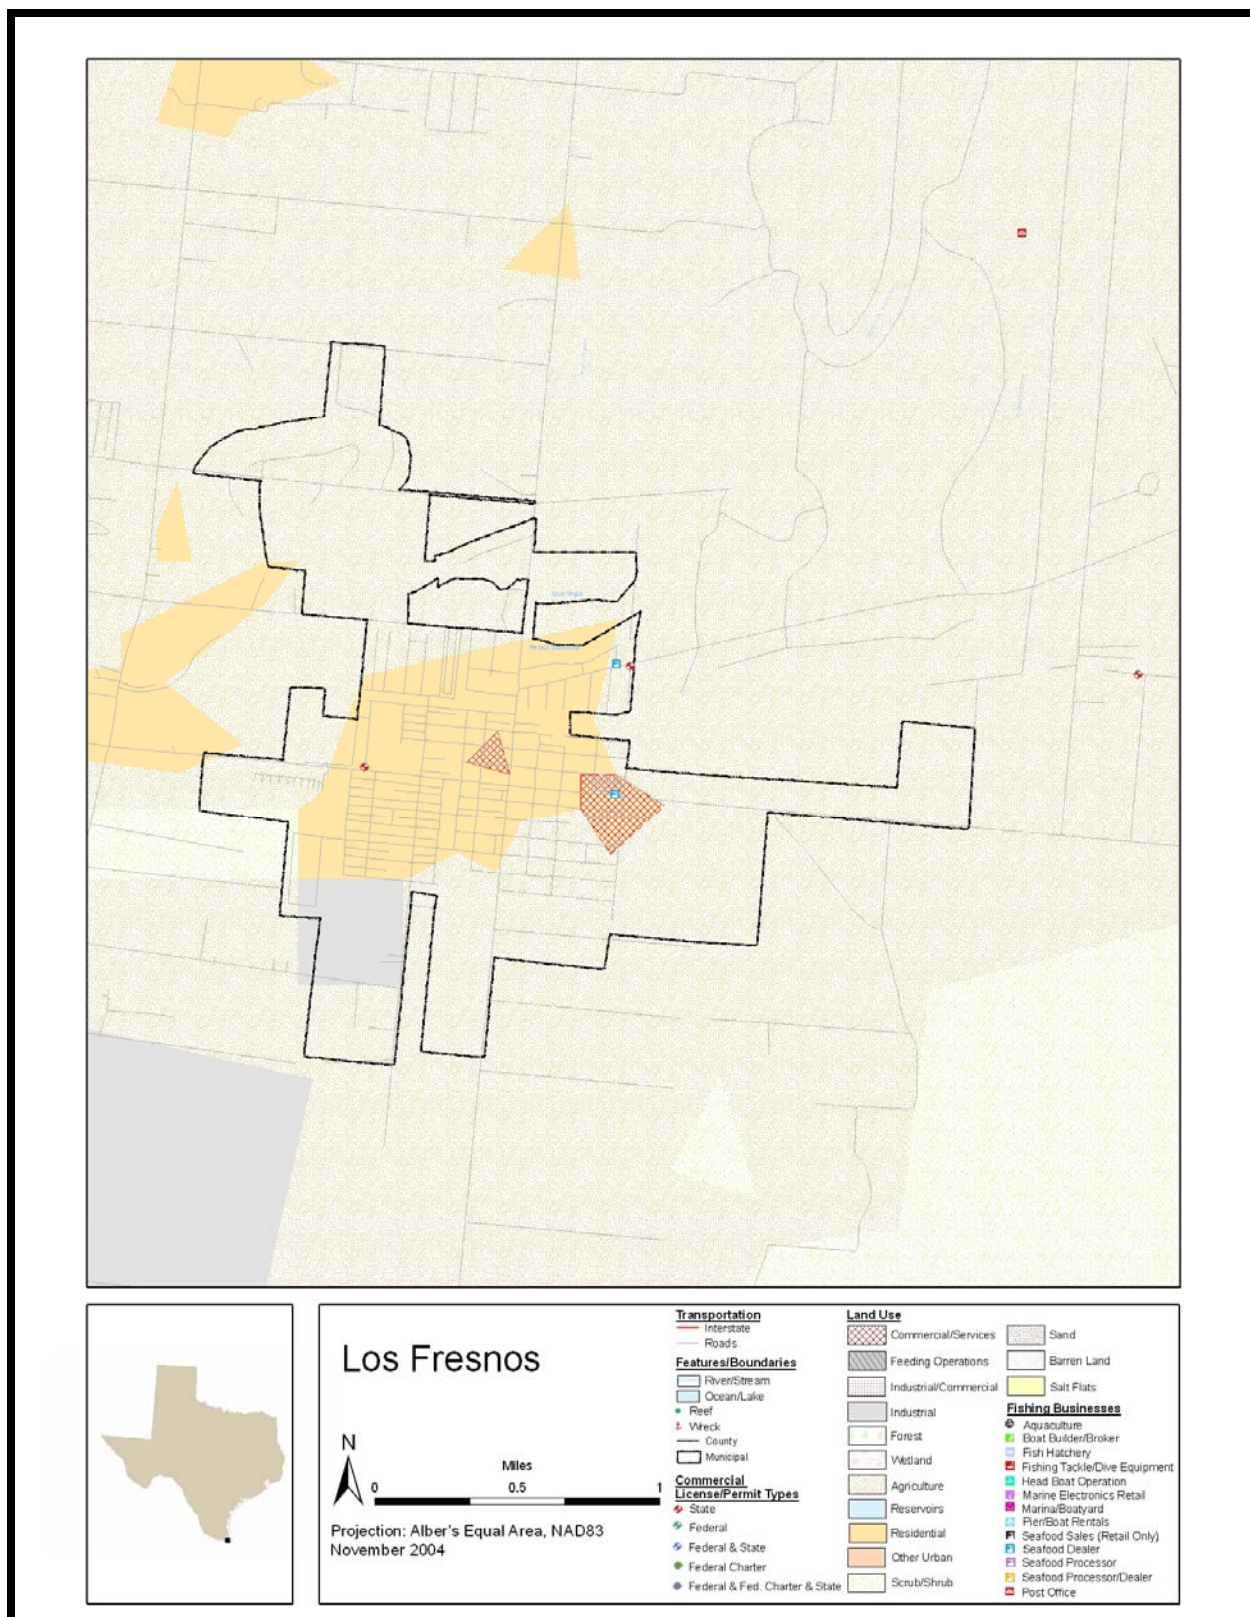 Los Fresnos
N
Miles
0 0.5 1
Projection: Alber's Equal Area, NAD83
November 2004
Transportation
Interstate
Roads
Features/Boundaries
River/Stream
Ocean/Lake
Reef
Wreck
County
Municipal
Commercial
License/Permit Types
State
Federal
Federal & State
Federal Charter
Federal & Fed. Charter & State
Land Use
Commercial/Services
Feeding Operations
Industrial/Commercial
Industrial
Forest
Wetland
Agriculture
Reservoirs
Residential
Other Urban
Scrub/Shrub
Sand
Barren Land
Salt Flats
Fishing Businesses
Aquaculture
Boat Builder/Broker
Fish Hatchery
Fishing Tackle/Dive Equipment
Head Boat Operation
Marine Electronics Retail
Marina/Boatyard
Pier/Boat Rentals
Seafood Sales (Retail Only)
Seafood Dealer
Seafood Processor
Seafood Processor/Dealer
Post Office